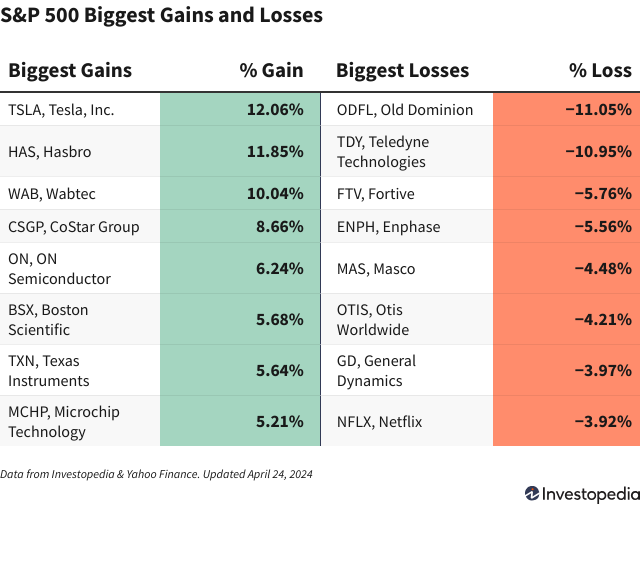 S&P 500 Biggest Gains and Losses
Biggest Gains % Gain Biggest Losses % Loss
TSLA, Tesla, Inc. 12.06% ODFL, Old Dominion −11.05%
HAS, Hasbro 11.85% TDY, Teledyne
Technologies −10.95%
WAB, Wabtec 10.04% FTV, Fortive −5.76%
CSGP, CoStar Group 8.66% ENPH, Enphase −5.56%
ON, ON
Semiconductor 6.24% MAS, Masco −4.48%
BSX, Boston
Scientific 5.68% OTIS, Otis
Worldwide −4.21%
TXN, Texas
Instruments 5.64% GD, General
Dynamics −3.97%
MCHP, Microchip
Technology 5.21% NFLX, Netflix −3.92%
Data from Investopedia & Yahoo Finance. Updated April 24, 2024
Investopedia